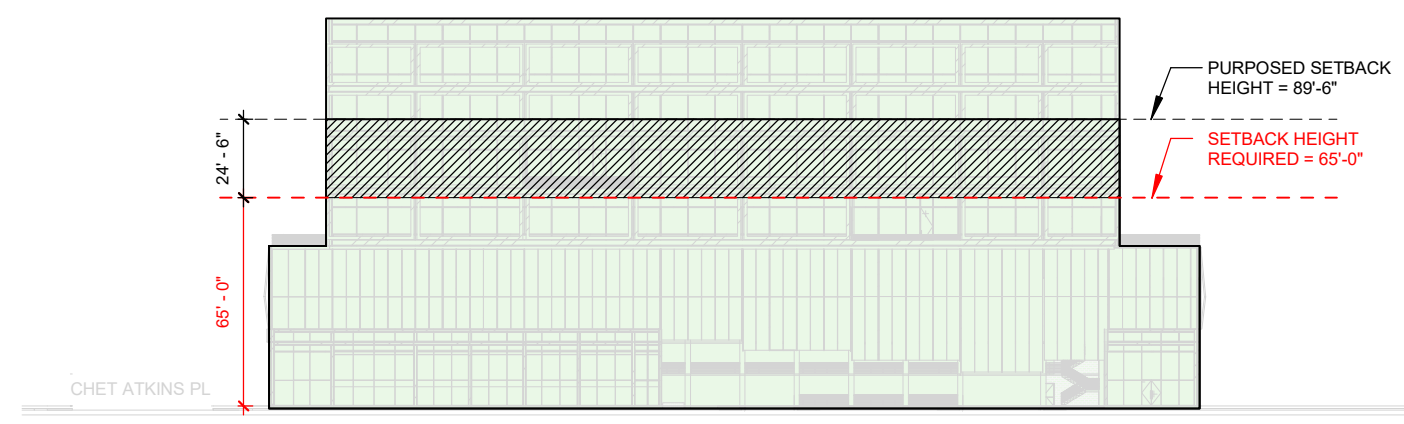 PURPOSED SETBACK
HEIGHT = 89'-6"
SETBACK HEIGHT
REQUIRED = 65'-0"
24' - 6"
65' - 0"
CHET ATKINS PL